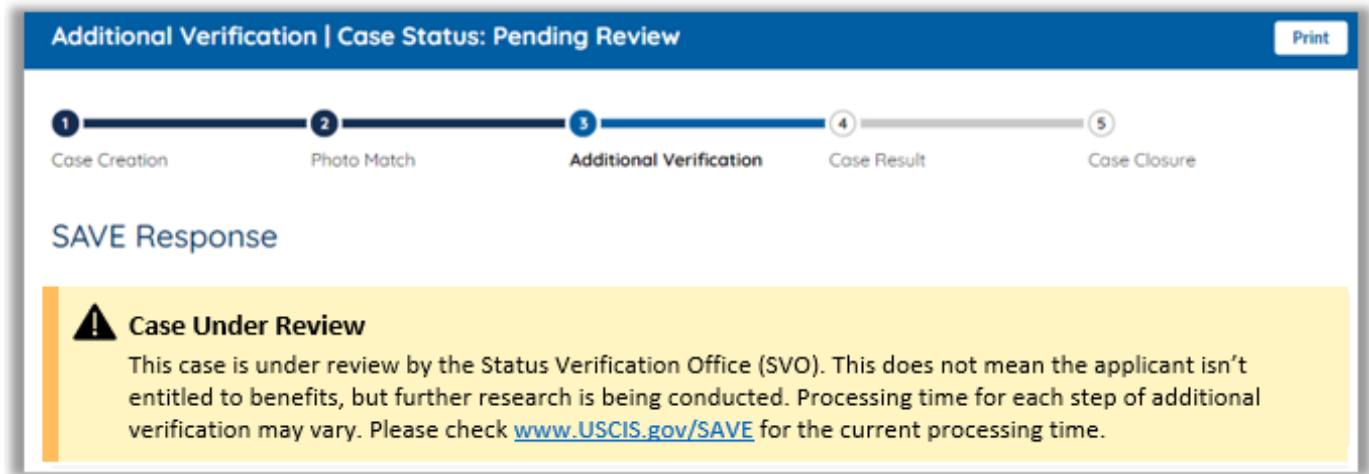 Additional Verification | Case Status: Pending Review
Print
1 2 3 4 5
Case Creation Photo Match Additional Verification Case Result Case Closure
SAVE Response
Case Under Review
This case is under review by the Status Verification Office (SVO). This does not mean the applicant isn’t
entitled to benefits, but further research is being conducted. Processing time for each step of additional
verification may vary. Please check www.USCIS.gov/SAVE for the current processing time.